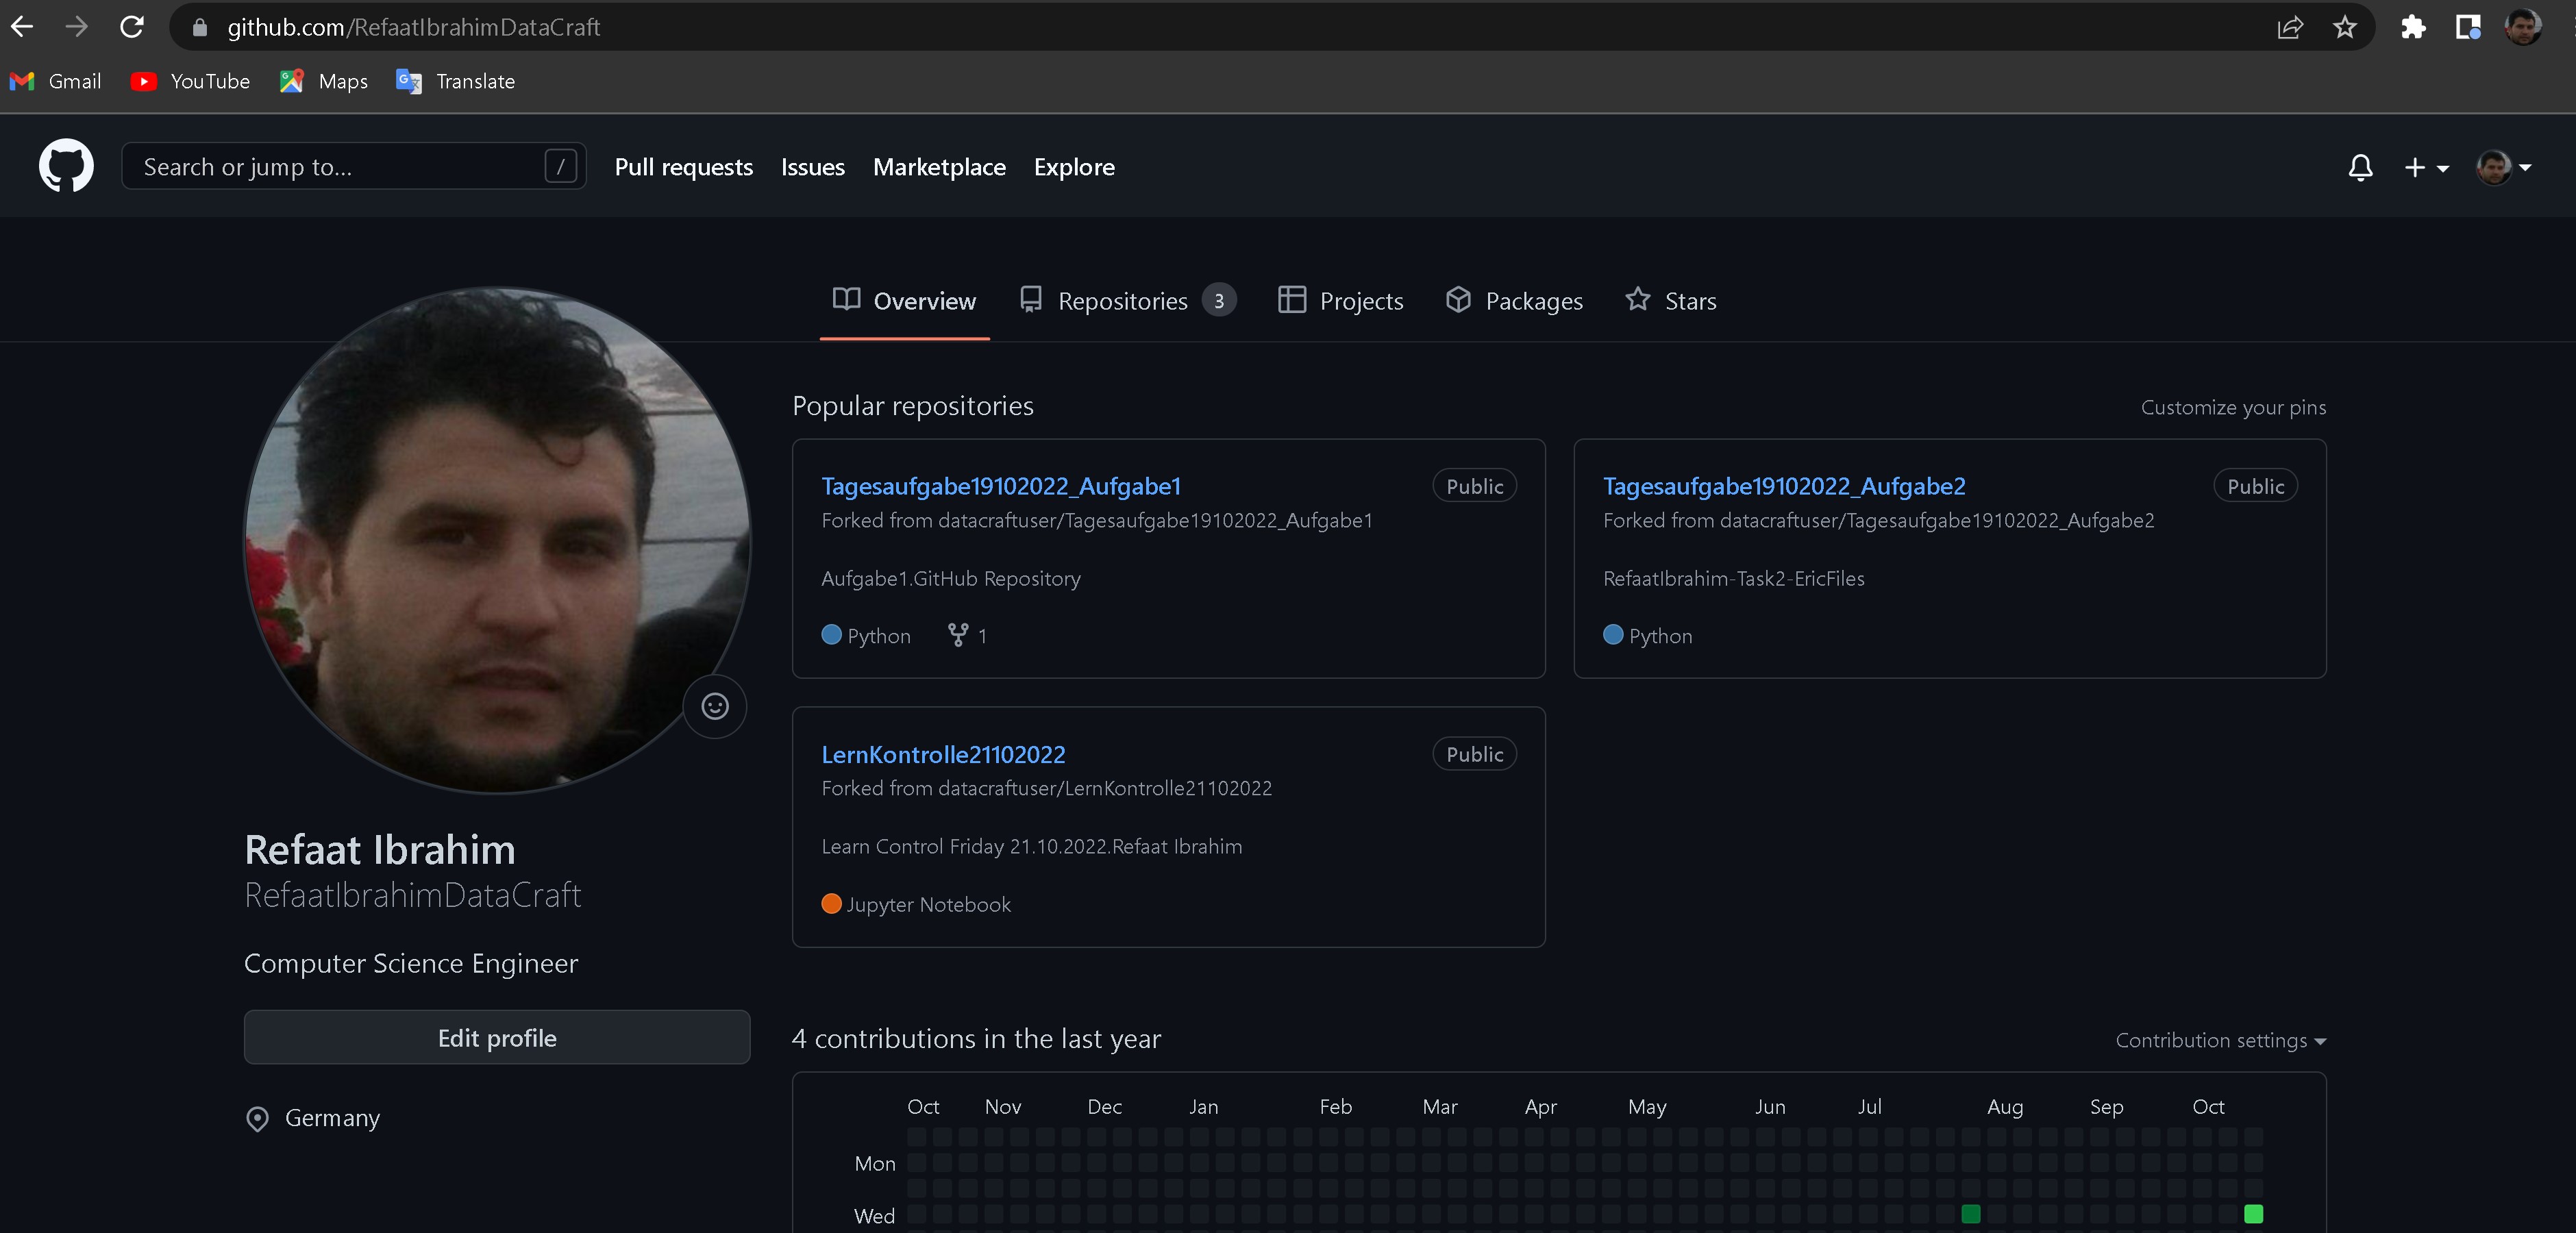 github.com/RefaatIbrahimDataCraft
Gmail YouTube Maps Translate
Search or jump to... / Pull requests Issues Marketplace Explore
Overview Repositories 3 Projects Packages Stars
Popular repositories Customize your pins
Tagesaufgabe19102022_Aufgabe1 Public
Forked from datacraftuser/Tagesaufgabe19102022_Aufgabe1
Aufgabe1.GitHub Repository
Python 1
Tagesaufgabe19102022_Aufgabe2 Public
Forked from datacraftuser/Tagesaufgabe19102022_Aufgabe2
RefaatIbrahim-Task2-EricFiles
Python
LernKontrolle21102022 Public
Forked from datacraftuser/LernKontrolle21102022
Learn Control Friday 21.10.2022.Refaat Ibrahim
Jupyter Notebook
Refaat Ibrahim
RefaatIbrahimDataCraft
Computer Science Engineer
Edit profile
Germany
4 contributions in the last year Contribution settings
Oct Nov Dec Jan Feb Mar Apr May Jun Jul Aug Sep Oct
Mon
Wed